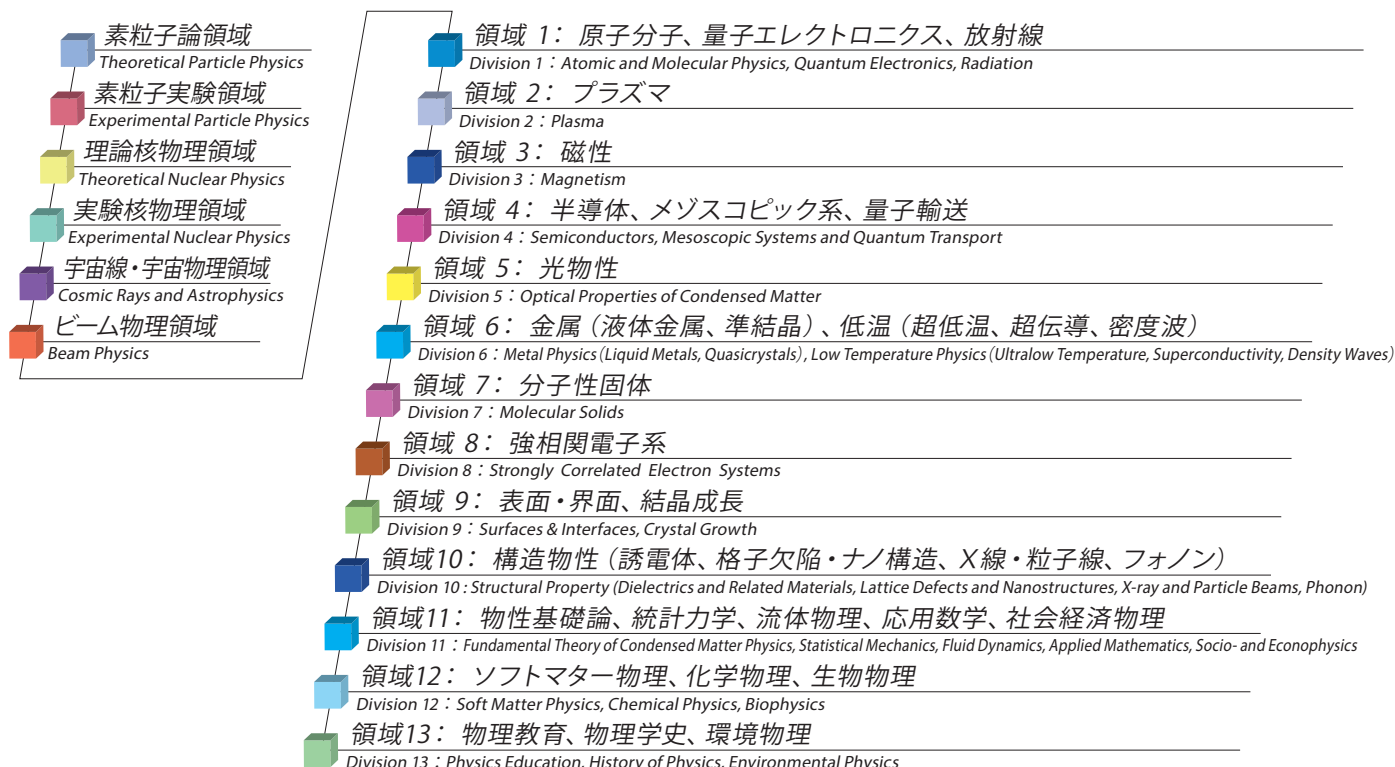 素粒子論領域
Theoretical Particle Physics
素粒子実験領域
Experimental Particle Physics
理論核物理領域
Theoretical Nuclear Physics
実験核物理領域
Experimental Nuclear Physics
宇宙線・宇宙物理領域
Cosmic Rays and Astrophysics
ビーム物理領域
Beam Physics
領域 1： 原子分子、量子エレクトロニクス、放射線
Division 1：Atomic and Molecular Physics, Quantum Electronics, Radiation
領域 2： プラズマ
Division 2：Plasma
領域 3： 磁性
Division 3：Magnetism
領域 4： 半導体、メゾスコピック系、量子輸送
Division 4：Semiconductors, Mesoscopic Systems and Quantum Transport
領域 5： 光物性
Division 5：Optical Properties of Condensed Matter
領域 6： 金属（液体金属、準結晶）、低温（超低温、超伝導、密度波）
Division 6：Metal Physics (Liquid Metals, Quasicrystals), Low Temperature Physics (Ultralow Temperature, Superconductivity, Density Waves)
領域 7： 分子性固体
Division 7：Molecular Solids
領域 8： 強相関電子系
Division 8：Strongly Correlated Electron Systems
領域 9： 表面・界面、結晶成長
Division 9：Surfaces & Interfaces, Crystal Growth
領域10： 構造物性（誘電体、格子欠陥・ナノ構造、X線・粒子線、フォノン）
Division 10 : Structural Property (Dielectrics and Related Materials, Lattice Defects and Nanostructures, X-ray and Particle Beams, Phonon)
領域11： 物性基礎論、統計力学、流体物理、応用数学、社会経済物理
Division 11：Fundamental Theory of Condensed Matter Physics, Statistical Mechanics, Fluid Dynamics, Applied Mathematics, Socio- and Econophysics
領域12： ソフトマター物理、化学物理、生物物理
Division 12：Soft Matter Physics, Chemical Physics, Biophysics
領域13： 物理教育、物理学史、環境物理
Division 13：Physics Education, History of Physics, Environmental Physics